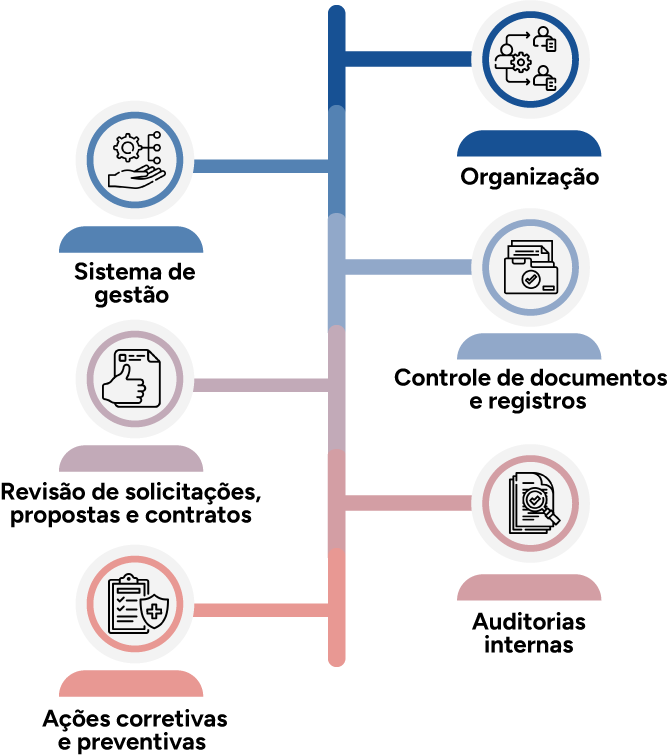 Organização
Sistema de
gestão
Controle de documentos
e registros
Revisão de solicitações,
propostas e contratos
Auditorias
internas
Ações corretivas
e preventivas